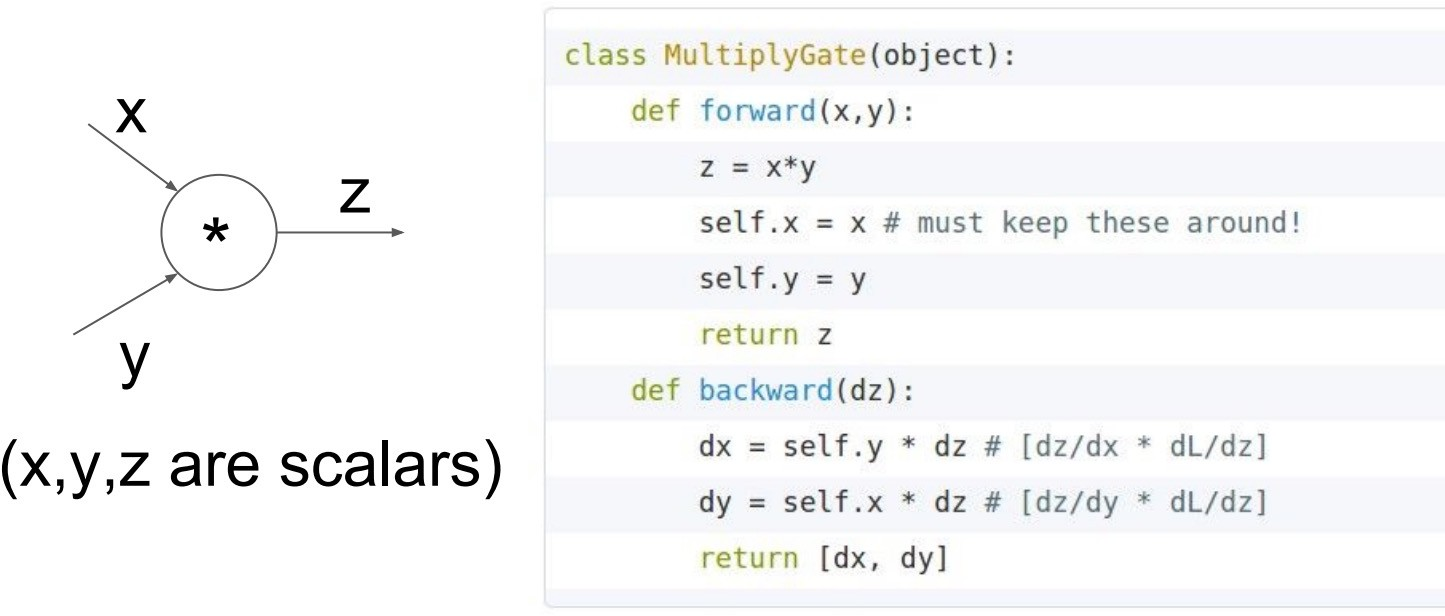 x
z
*
y
(x,y,z are scalars)
class MultiplyGate(object):
    def forward(x,y):
        z = x*y
        self.x = x # must keep these around!
        self.y = y
        return z
    def backward(dz):
        dx = self.y * dz # [dz/dx * dL/dz]
        dy = self.x * dz # [dz/dy * dL/dz]
        return [dx, dy]